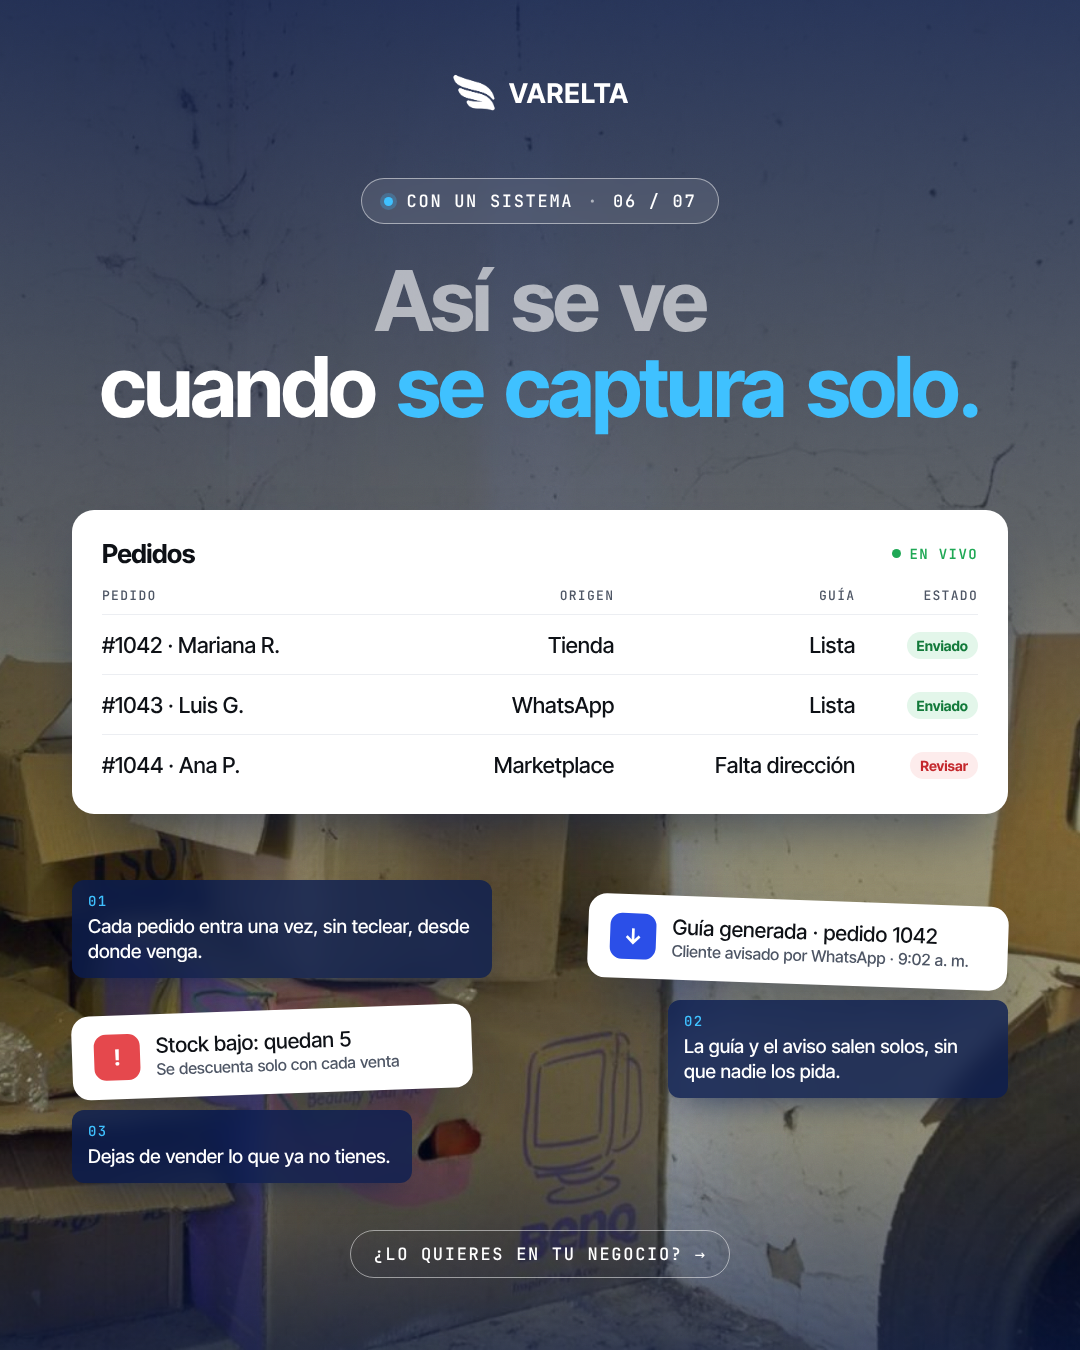 VARELTA
CON UN SISTEMA · 06 / 07
Así se ve
cuando se captura solo.
Pedidos
EN VIVO
PEDIDO ORIGEN GUÍA ESTADO
#1042 · Mariana R. Tienda Lista Enviado
#1043 · Luis G. WhatsApp Lista Enviado
#1044 · Ana P. Marketplace Falta dirección Revisar
01
Cada pedido entra una vez, sin teclear, desde
donde venga.
Guía generada · pedido 1042
Cliente avisado por WhatsApp · 9:02 a. m.
!
Stock bajo: quedan 5
Se descuenta solo con cada venta
02
La guía y el aviso salen solos, sin
que nadie los pida.
Beautify your
03
Dejas de vender lo que ya no tienes.
BenQ
¿LO QUIERES EN TU NEGOCIO? →